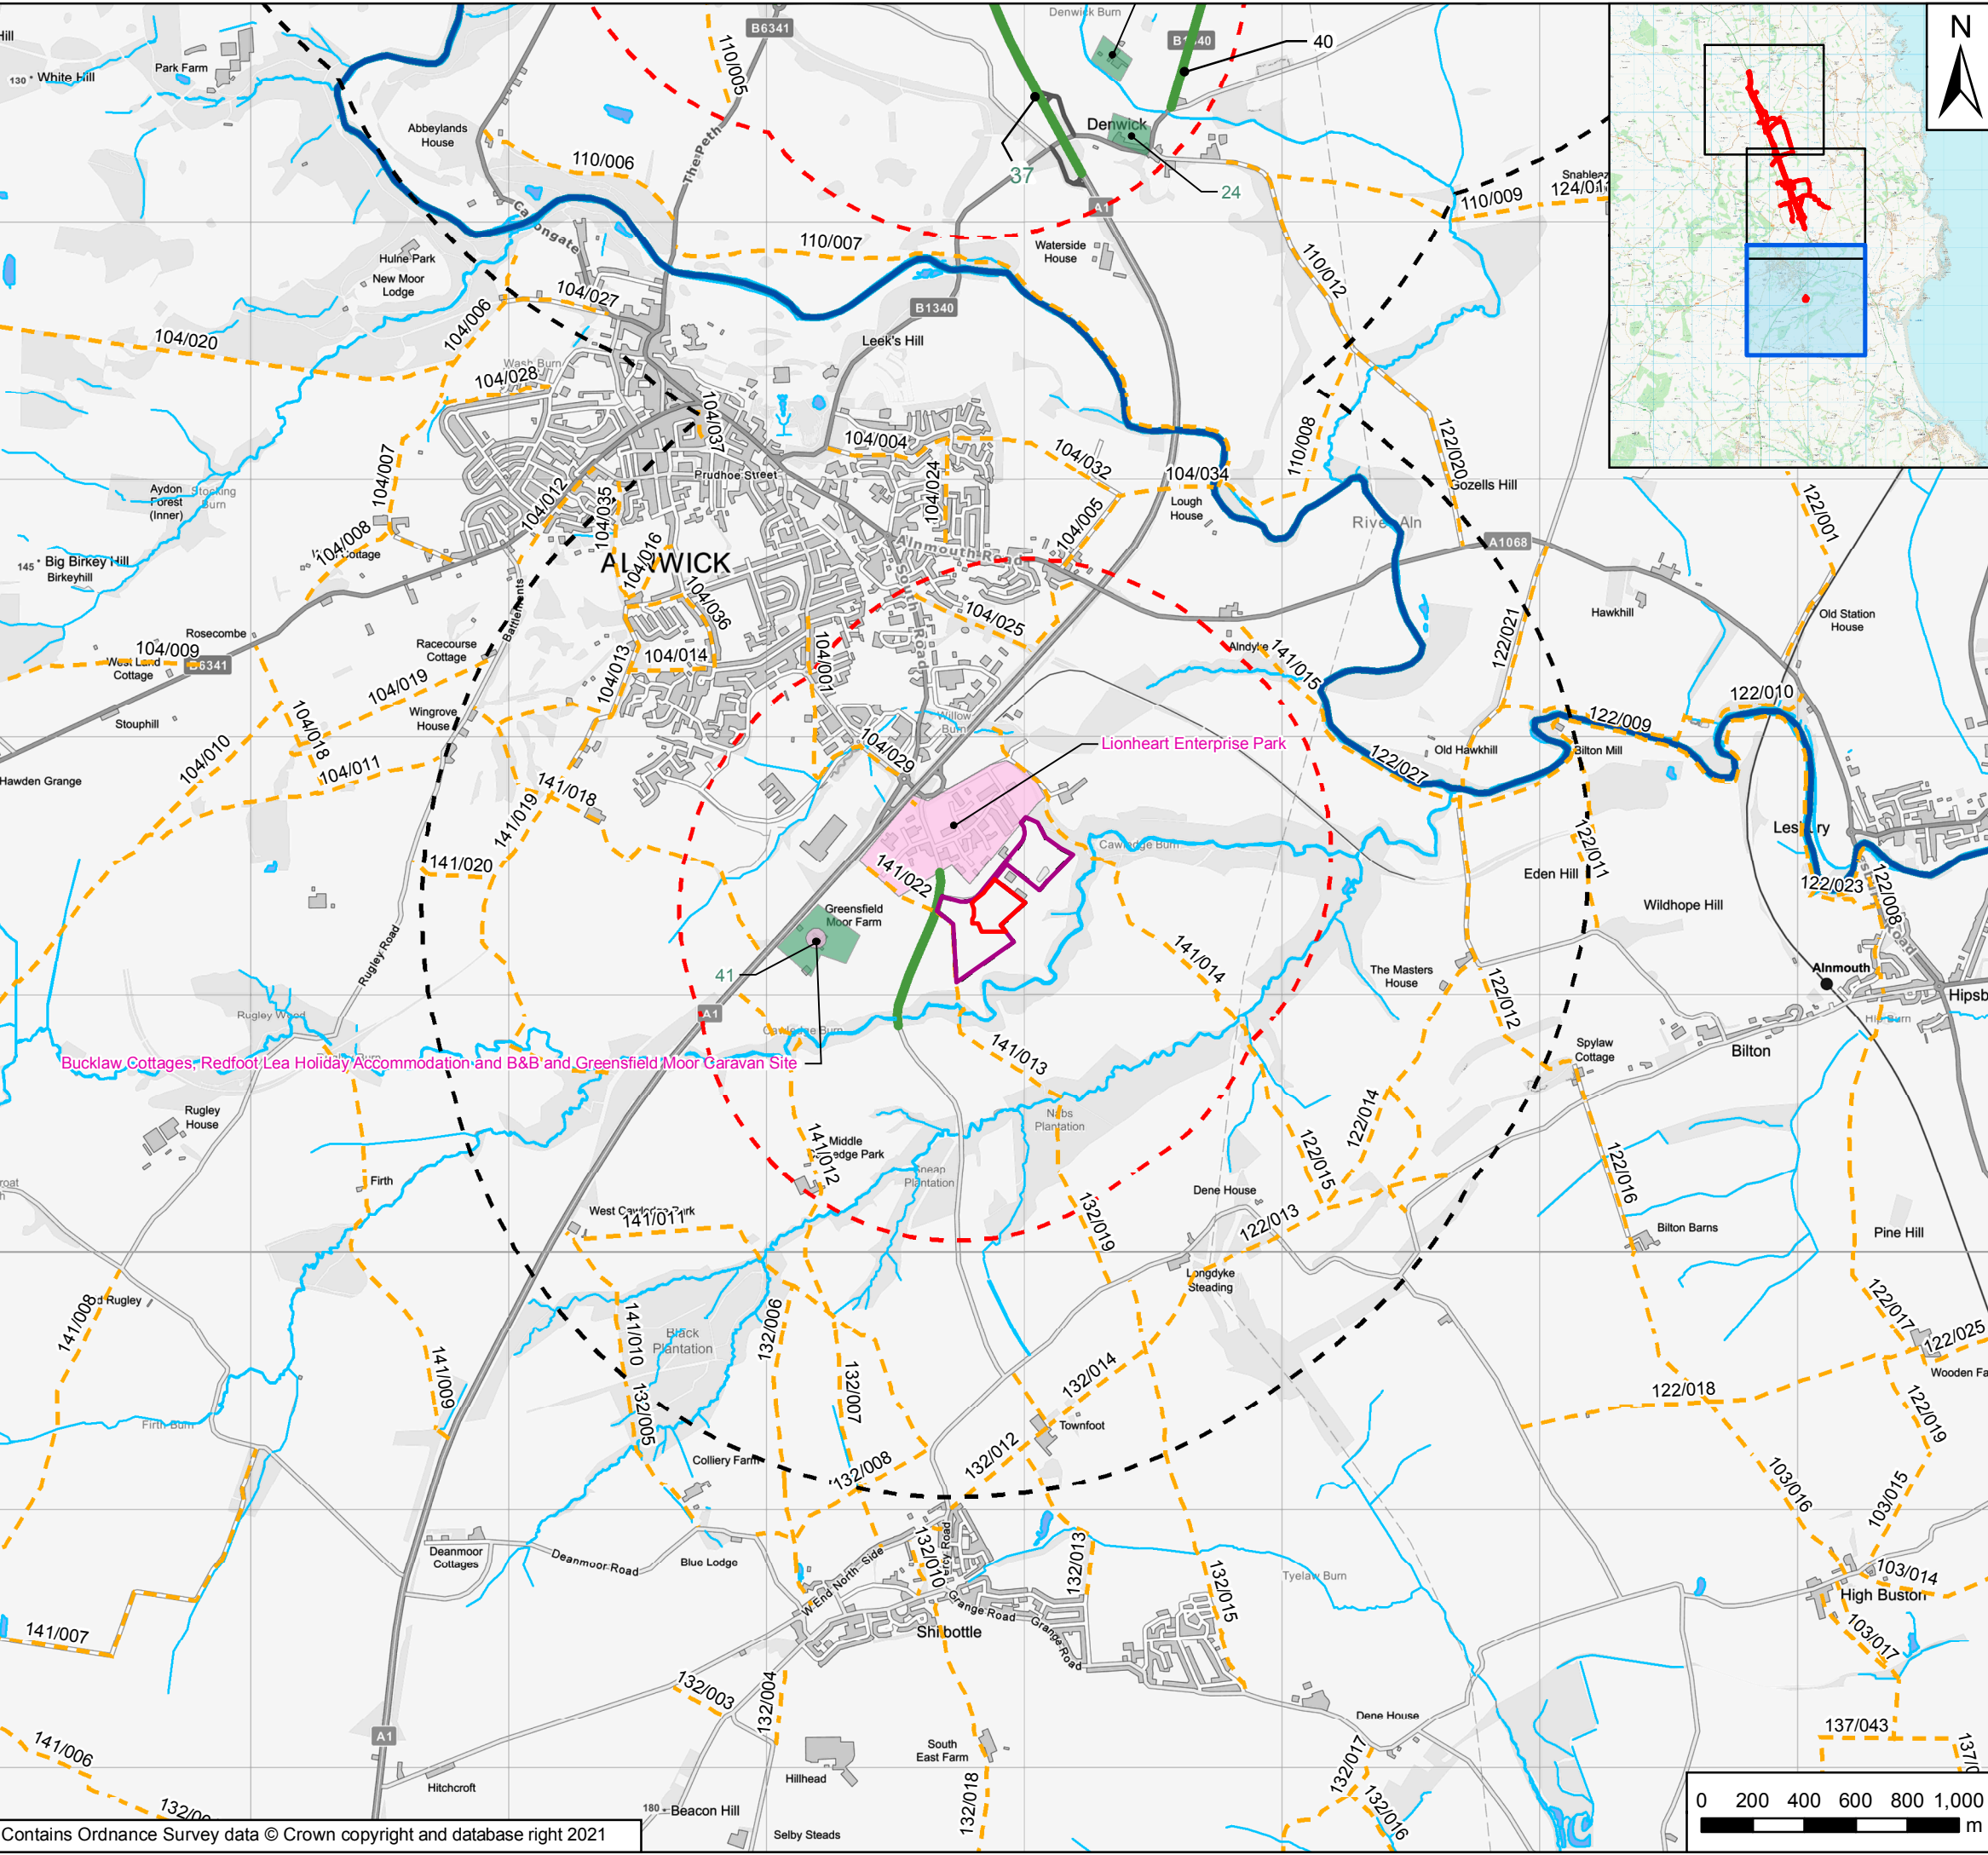 Denwick Burn
B6341
B1340
40
N
Park Farm
130 • White Hill
110/005
Abbeylands
House
The Peth
Denwick
110/006
37
24
110/009
A1
110/007
Waterside
House
Hulne Park
New Moor
Lodge
110/012
104/027
B1340
104/006
104/020
Leek's Hill
Wash Burn
104/028
104/037
104/004
110/008
122/020
104/032
104/007
Prudhoe Street
104/034
104/024
Gozells Hill
122/001
Aydon
Forest
(Inner)
Stocking
Burn
104/012
104/035
Lough
House
104/005
River Aln
104/008
Alnmouth Road
A1068
145 • Big Birkey Hill
Birkeyhill
104/016
ALNWICK
104/036
South Road
104/025
Battlements
Hawkhill
Old Station
House
Rosecombe
104/009
West Land
Cottage
B6341
Racecourse
Cottage
104/014
104/001
Alndyke
141/015
122/021
104/013
104/019
Stouphill
Wingrove
House
104/018
104/010
104/011
Willow
Burn
104/029
Lionheart Enterprise Park
122/010
122/009
Old Hawkhill
Bilton Mill
122/027
Hawden Grange
141/018
141/019
141/020
Cawledge Burn
141/022
Eden Hill
122/011
Lesbury
122/023
122/008
Wildhope Hill
Greensfield
Moor Farm
Rugley Road
41
141/014
The Masters
House
122/012
Alnmouth
Hip Burn
Rugley Wood
A1
Cawledge Burn
141/013
Bucklaw Cottages, Redfoot Lea Holiday Accommodation and B&B and Greensfield Moor Caravan Site
Spylaw
Cottage
Bilton
Rugley
House
Nabs
Plantation
122/014
122/015
141/012
Middle
Firth
Plantation
122/016
Dene House
West Cawledge Park
141/011
132/019
122/013
Bilton Barns
Pine Hill
Longdyke
Steading
141/008
141/010
132/006
Black
Plantation
122/017
122/025
141/009
132/007
132/014
122/018
132/005
122/019
Firth Burn
Townfoot
Colliery Farm
132/008
132/012
103/016
103/015
Deanmoor
Cottages
Deanmoor Road
Blue Lodge
W End North Side
132/010
132/013
132/015
Tyelaw Burn
103/014
High Buston
Grange Road
Grange Road
Shilbottle
103/017
141/007
132/003
132/004
A1
Dene House
137/043
141/006
South
East Farm
Hillhead
Hitchcroft
132/018
132/017
132/016
180 • Beacon Hill
Selby Steads
0 200 400 600 800 1,000
m
Contains Ordnance Survey data © Crown copyright and database right 2021